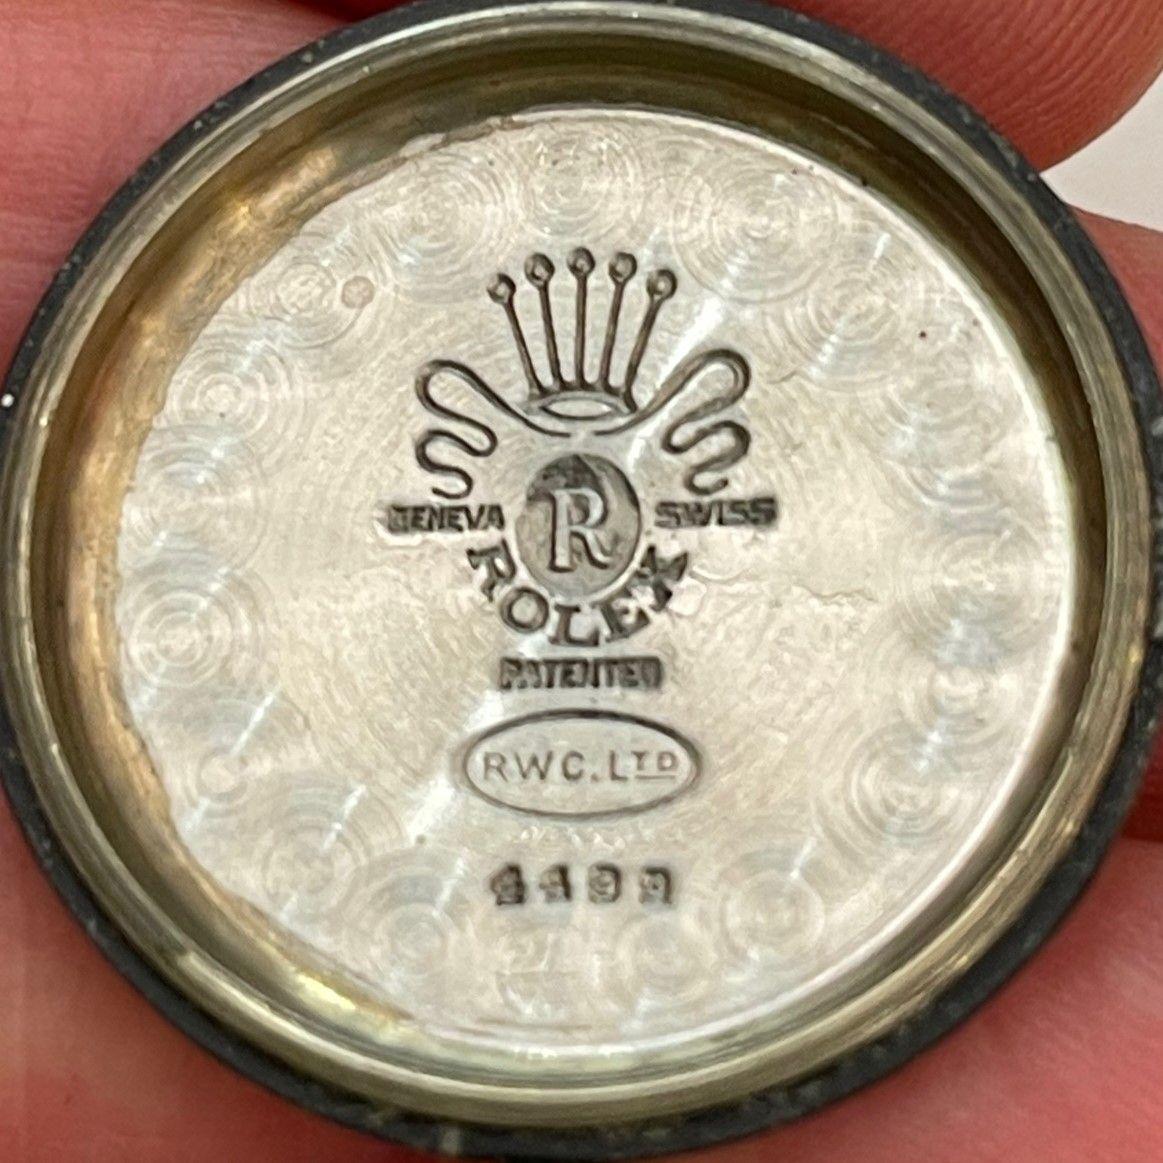 GENEVA R SWISS
ROLEX
PATENTED
RWC. LTD